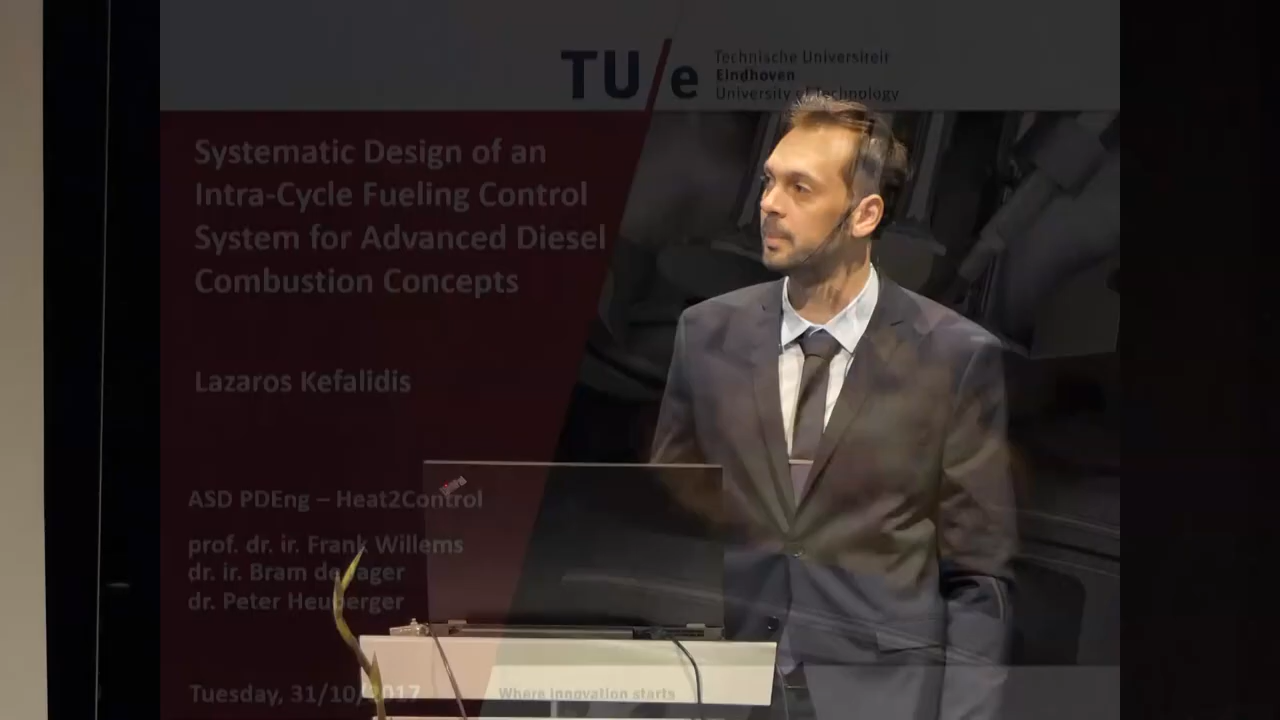 TU/e
Technische Universiteit
Eindhoven
University of Technology
Systematic Design of an
Intra-Cycle Fueling Control
System for Advanced Diesel
Combustion Concepts
Lazaros Kefalidis
ASD PDEng – Heat2Control
prof. dr. ir. Frank Willems
dr. ir. Bram de Jager
dr. Peter Heuberger
Tuesday, 31/10/2017
Where innovation starts